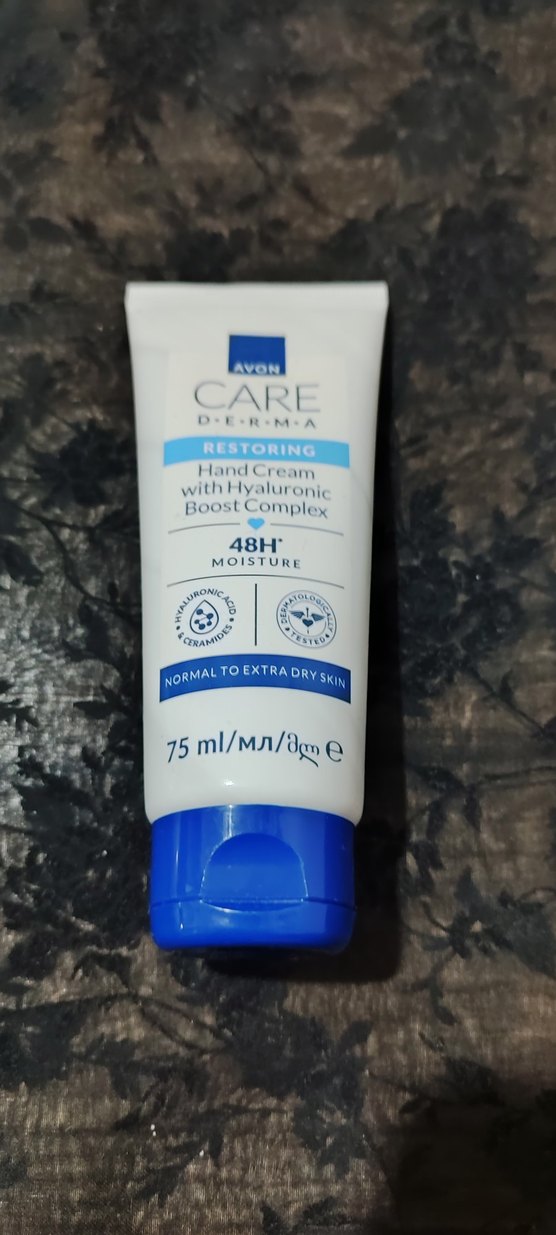 AVON
CARE
D·E·R·M·A
RESTORING
Hand Cream
with Hyaluronic
Boost Complex
48H*
MOISTURE
• HYALURONIC ACID • & CERAMIDES
• DERMATOLOGICALLY • TESTED
NORMAL TO EXTRA DRY SKIN
75 ml/мл/მლ ℮